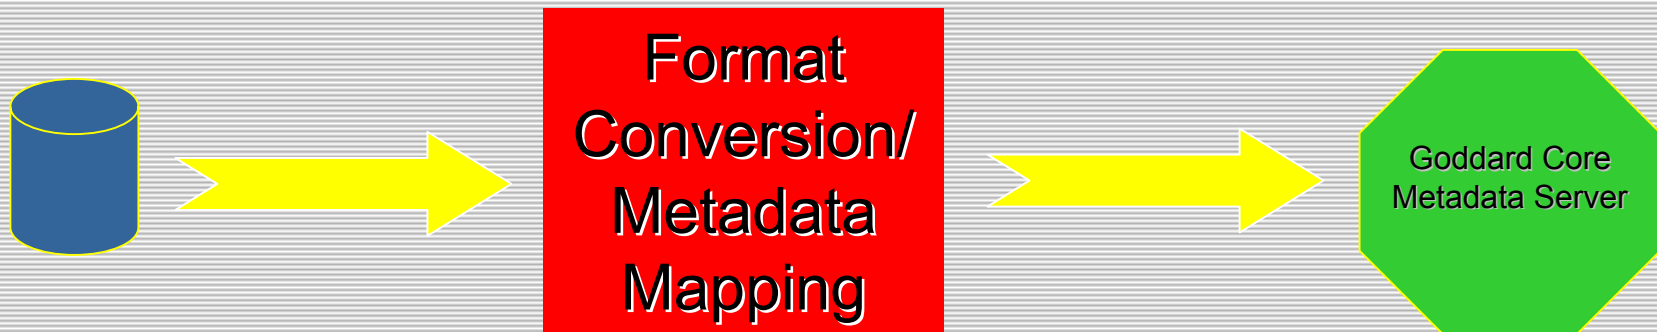 Format
Conversion/
Metadata
Mapping
Goddard Core
Metadata Server